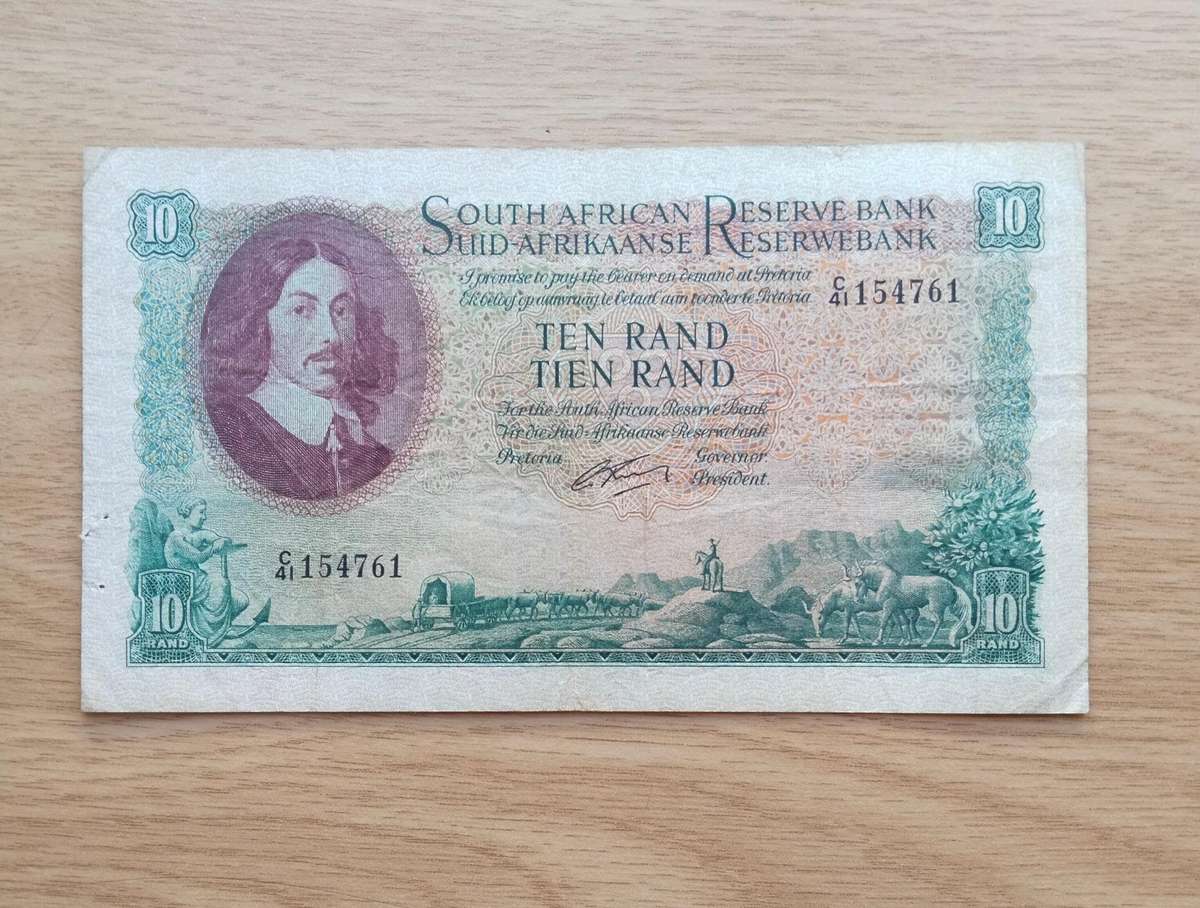 10
SOUTH AFRICAN RESERVE BANK
SUID-AFRIKAANSE RESERWEBANK
10
I promise to pay the bearer on demand at Pretoria
Ek beloof op aanvraag te betaal aan toonder te Pretoria
C/41 154761
TEN RAND
TIEN RAND
For the South African Reserve Bank
Vir die Suid-Afrikaanse Reserwebank
Pretoria
Governor.
President.
C/41 154761
10
RAND
10
RAND